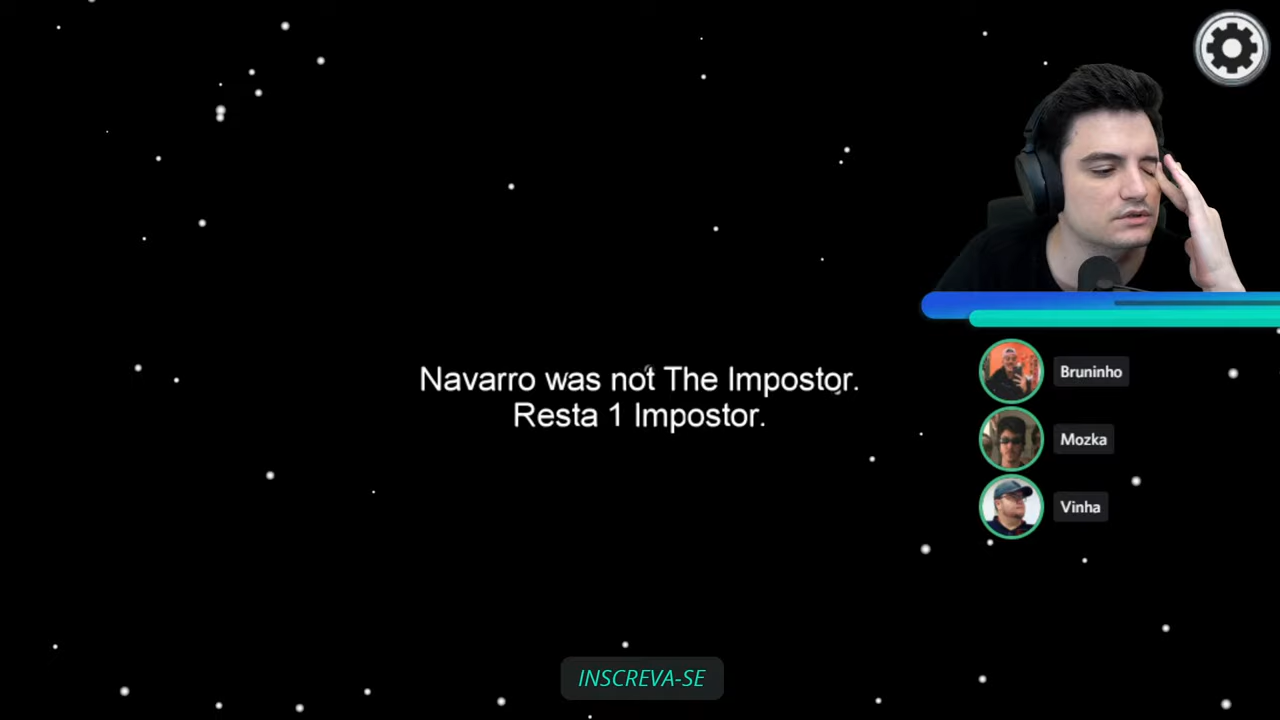 Navarro was not The Impostor.
Resta 1 Impostor.
Bruninho
Mozka
Vinha
INSCREVA-SE